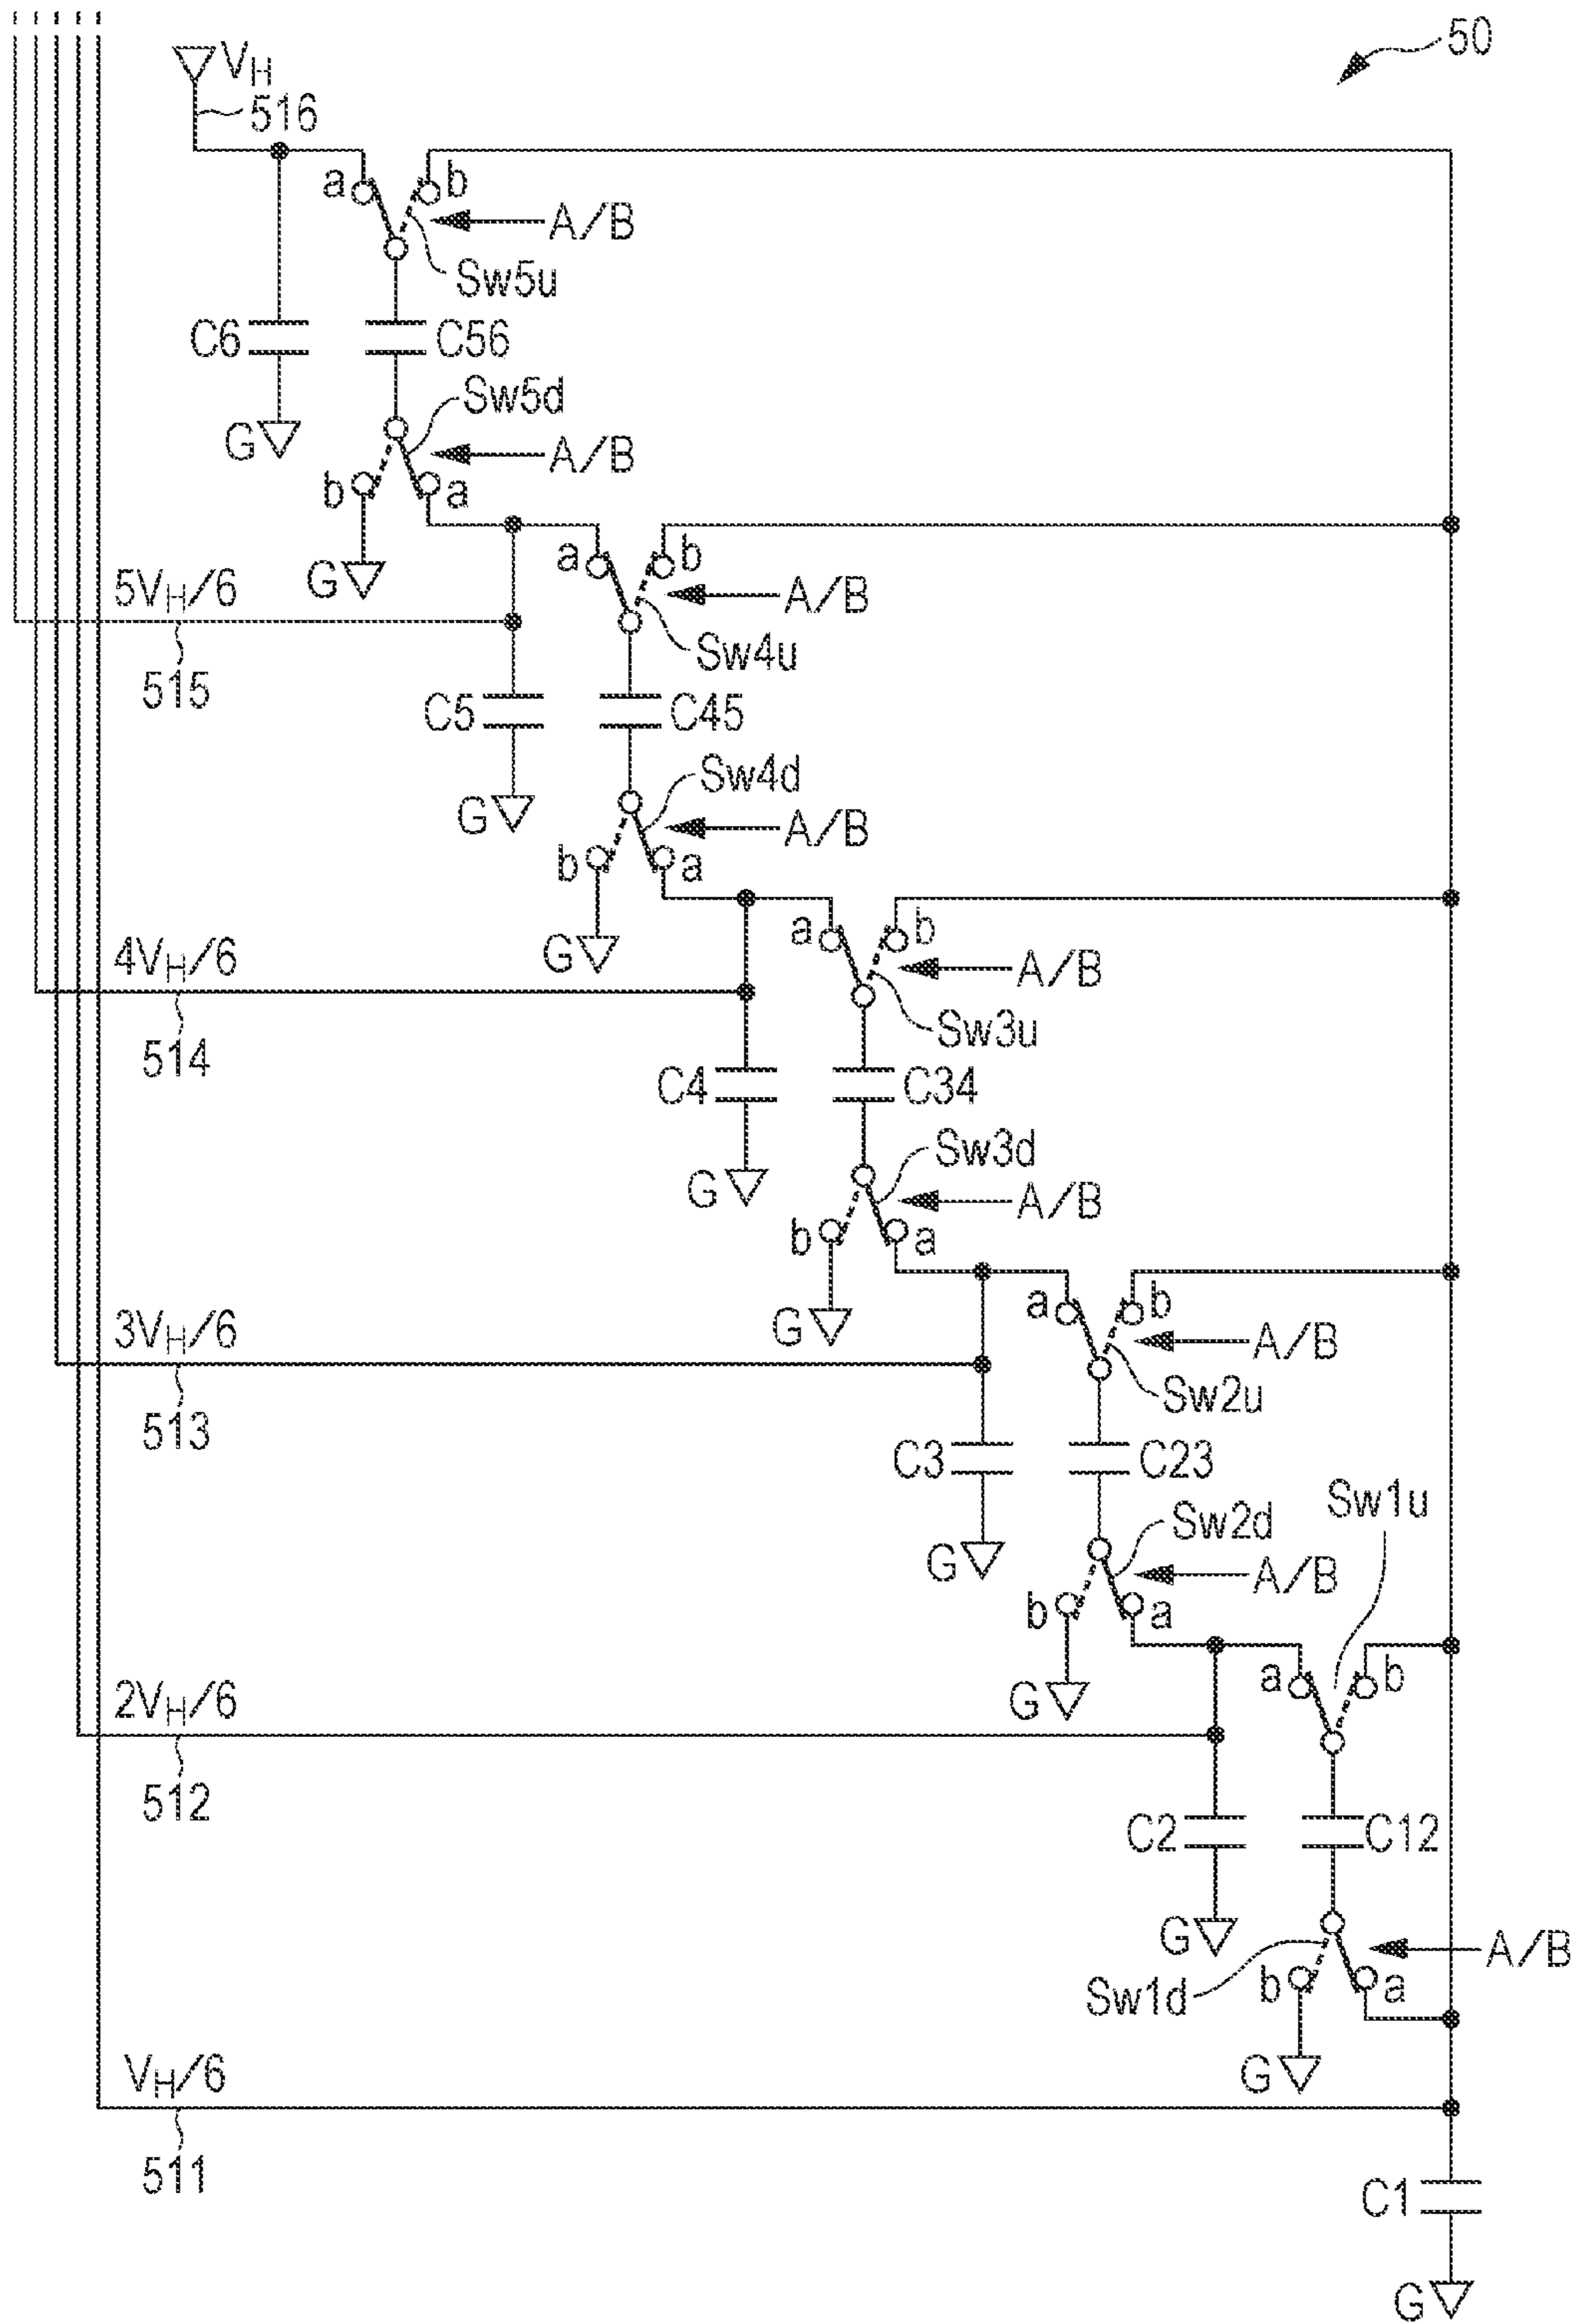 50
VH
516
a
b
A/B
Sw5u
C6
C56
Sw5d
G
A/B
b
a
G
a
b
5VH/6
A/B
Sw4u
515
C5
C45
Sw4d
G
A/B
b
a
G
a
b
4VH/6
A/B
Sw3u
514
C4
C34
Sw3d
G
A/B
b
a
G
a
b
3VH/6
A/B
Sw2u
513
C3
C23
Sw1u
Sw2d
G
A/B
b
a
G
a
b
2VH/6
512
C2
C12
G
A/B
Sw1d
b
a
G
VH/6
511
C1
G